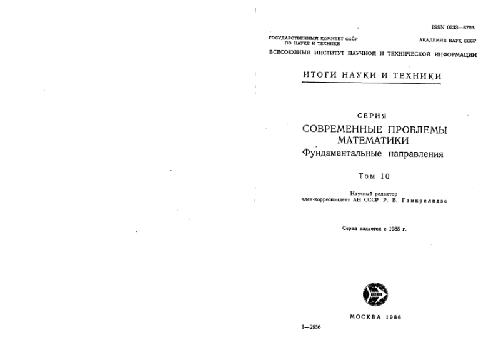 ISSN 0233—6723
ГОСУДАРСТВЕННЫЙ КОМИТЕТ СССР
ПО НАУКЕ И ТЕХНИКЕ
АКАДЕМИЯ НАУК СССР
ВСЕСОЮЗНЫЙ ИНСТИТУТ НАУЧНОЙ И ТЕХНИЧЕСКОЙ ИНФОРМАЦИИ
ИТОГИ НАУКИ И ТЕХНИКИ
СЕРИЯ
СОВРЕМЕННЫЕ ПРОБЛЕМЫ
МАТЕМАТИКИ
Фундаментальные направления
Том 10
Научный редактор
член-корреспондент АН СССР Р. В. Гамкрелидзе
Серия издается с 1985 г.
МОСКВА 1986